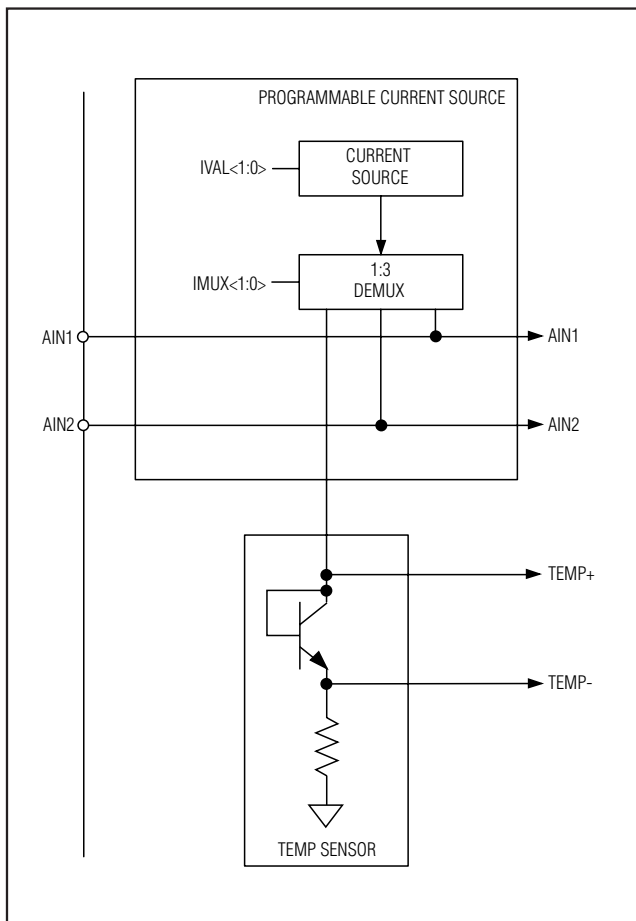 PROGRAMMABLE CURRENT SOURCE
CURRENT
SOURCE
IVAL<1:0>
1:3
DEMUX
IMUX<1:0>
AIN1
AIN1
AIN2
AIN2
TEMP+
TEMP-
TEMP SENSOR